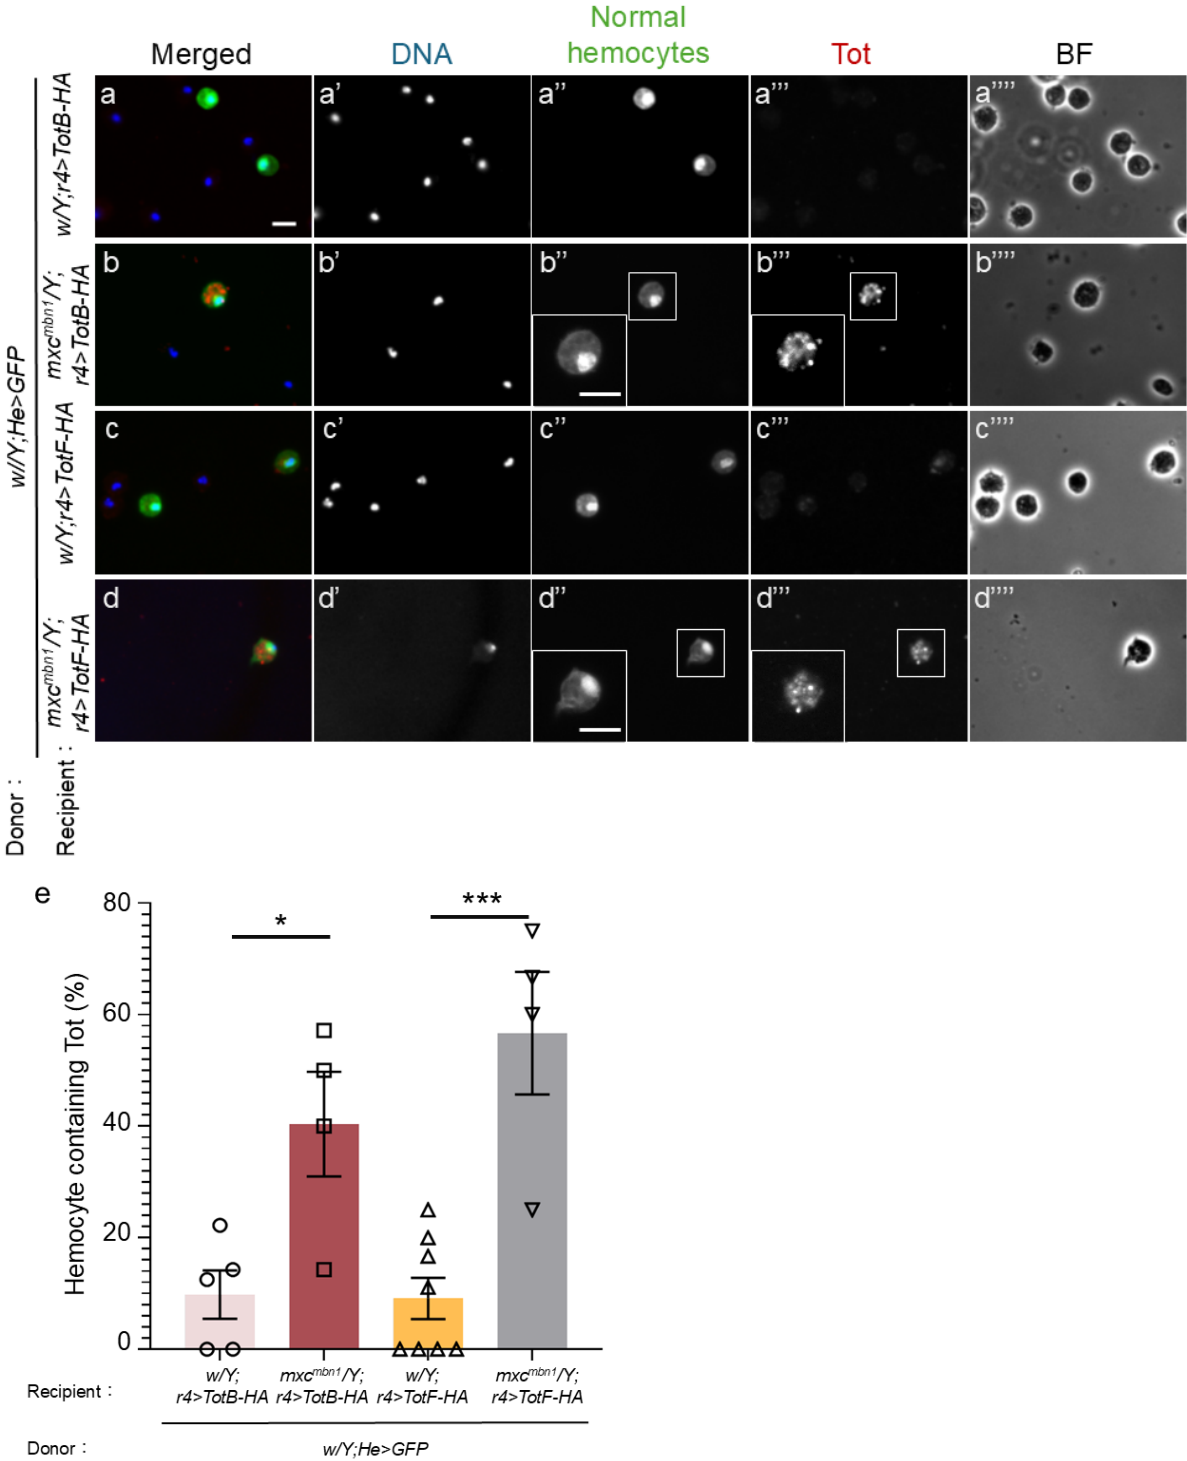 Merged
DNA
Normal
hemocytes
Tot
BF
w/Y;He>GFP
w/Y;r4>TotB-HA
a
a’
a’’
a’’’
a’’’’
mxcmbn1/Y;
r4>TotB-HA
b
b’
b’’
b’’’
b’’’’
w/Y;r4>TotF-HA
c
c’
c’’
c’’’
c’’’’
mxcmbn1/Y;
r4>TotF-HA
d
d’
d’’
d’’’
d’’’’
Donor :
Recipient :
e
Hemocyte containing Tot (%)
80
60
40
20
0
*
***
Recipient :
w/Y;
r4>TotB-HA
mxcmbn1/Y;
r4>TotB-HA
w/Y;
r4>TotF-HA
mxcmbn1/Y;
r4>TotF-HA
Donor :
w/Y;He>GFP